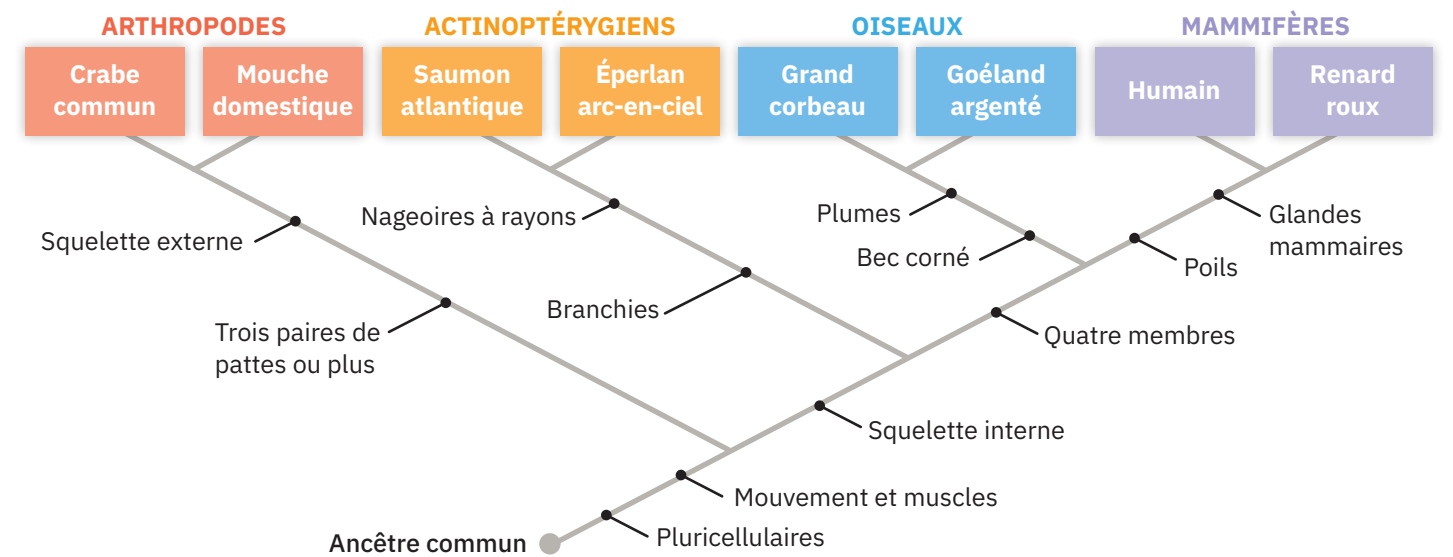 ARTHROPODES
ACTINOPTÉRYGIENS
OISEAUX
MAMMIFÈRES
Crabe
commun
Mouche
domestique
Saumon
atlantique
Éperlan
arc-en-ciel
Grand
corbeau
Goéland
argenté
Humain
Renard
roux
Squelette externe
Trois paires de
pattes ou plus
Nageoires à rayons
Branchies
Plumes
Bec corné
Glandes
mammaires
Poils
Quatre membres
Squelette interne
Mouvement et muscles
Pluricellulaires
Ancêtre commun